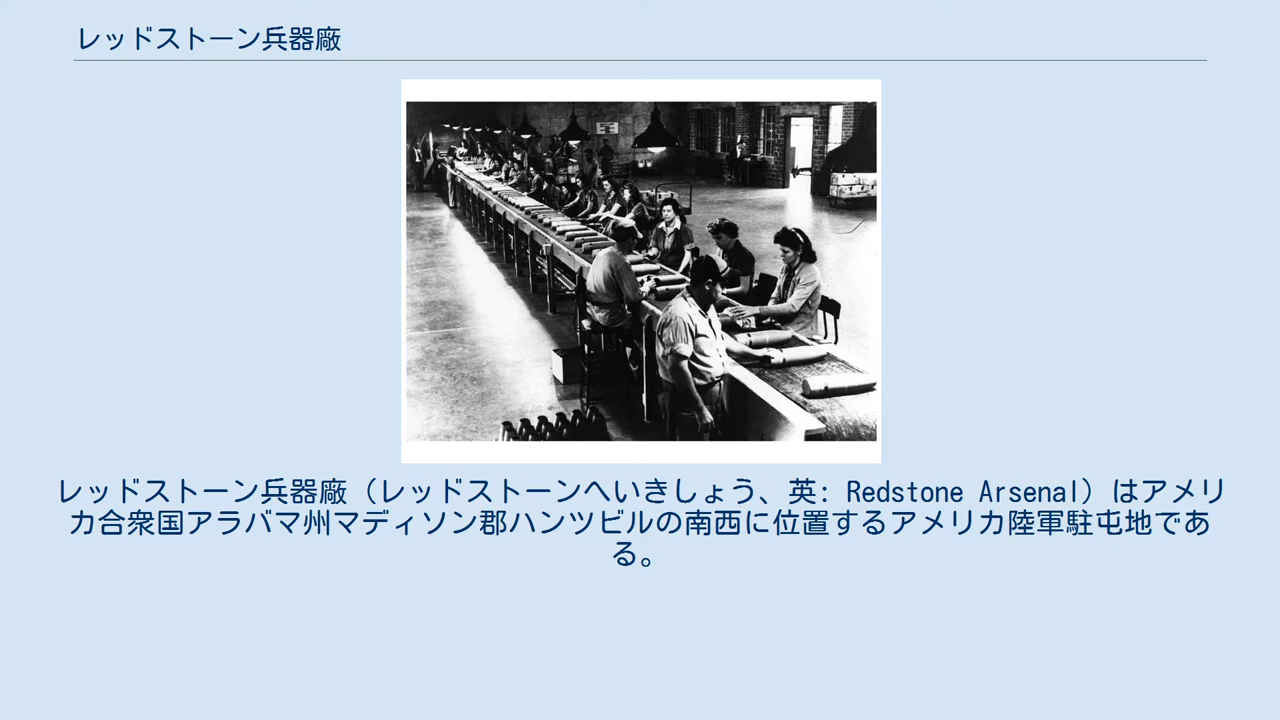 レッドストーン兵器廠
レッドストーン兵器廠（レッドストーンへいきしょう、英: Redstone Arsenal）はアメリ
カ合衆国アラバマ州マディソン郡ハンツビルの南西に位置するアメリカ陸軍駐屯地であ
る。